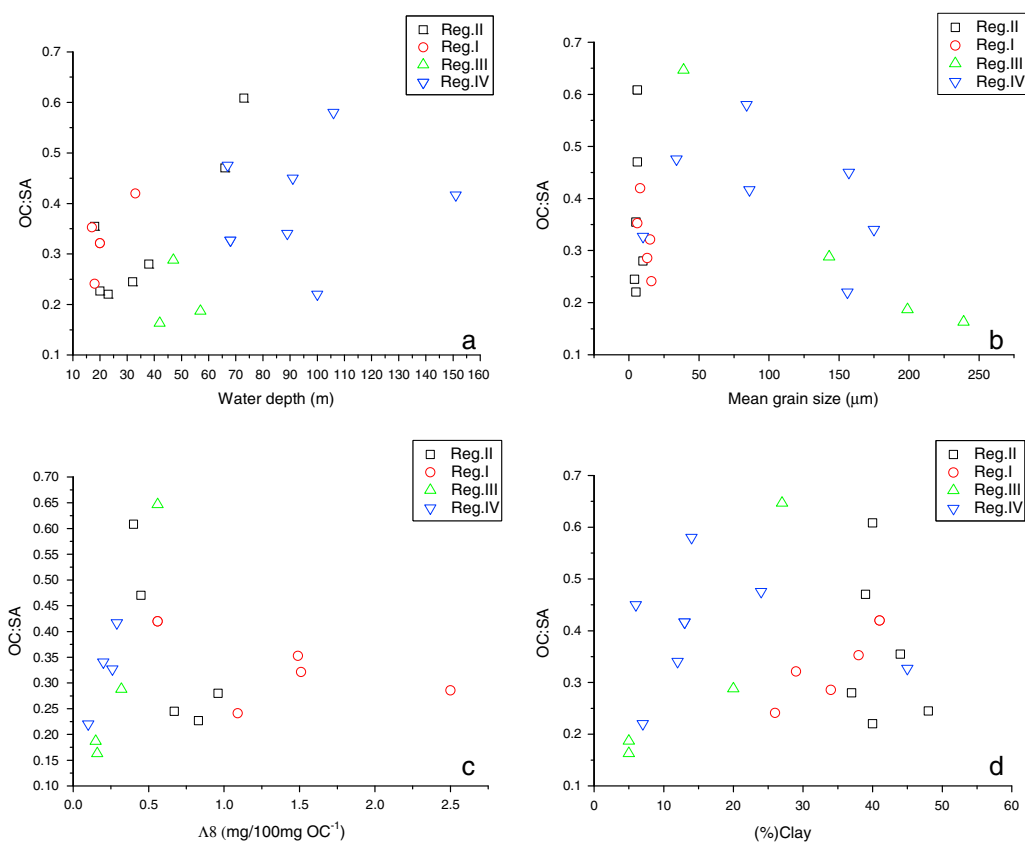 Reg.II
Reg.I
Reg.III
Reg.IV
0.7
0.6
0.5
0.4
0.3
0.2
0.1
OC:SA
a
10 20 30 40 50 60 70 80 90 100 110 120 130 140 150 160
Water depth (m)
Reg.II
Reg.I
Reg.III
Reg.IV
0.7
0.6
0.5
0.4
0.3
0.2
0.1
OC:SA
b
0 50 100 150 200 250
Mean grain size (μm)
Reg.II
Reg.I
Reg.III
Reg.IV
0.70
0.65
0.60
0.55
0.50
0.45
0.40
0.35
0.30
0.25
0.20
0.15
0.10
OC:SA
c
0.0 0.5 1.0 1.5 2.0 2.5
Λ8 (mg/100mg OC⁻¹)
Reg.II
Reg.I
Reg.III
Reg.IV
0.7
0.6
0.5
0.4
0.3
0.2
0.1
OC:SA
d
0 10 20 30 40 50 60
(%)Clay